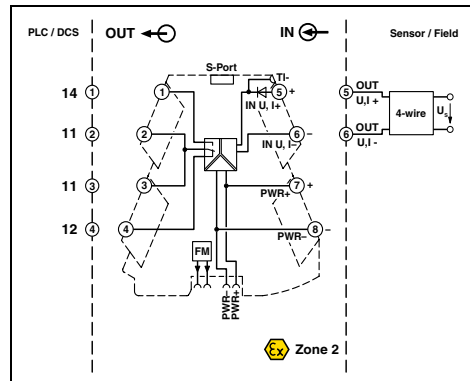 PLC / DCS OUT IN Sensor / Field
S-Port
TI-
14 1 1 5 + 5 OUT
IN U, I+ U,I +
4-wire Us
11 2 2 6 – 6 OUT
IN U, I– U,I -
11 3 3 7 +
PWR+
12 4 4 8 –
PWR–
FM
PWR– PWR+
Ex Zone 2